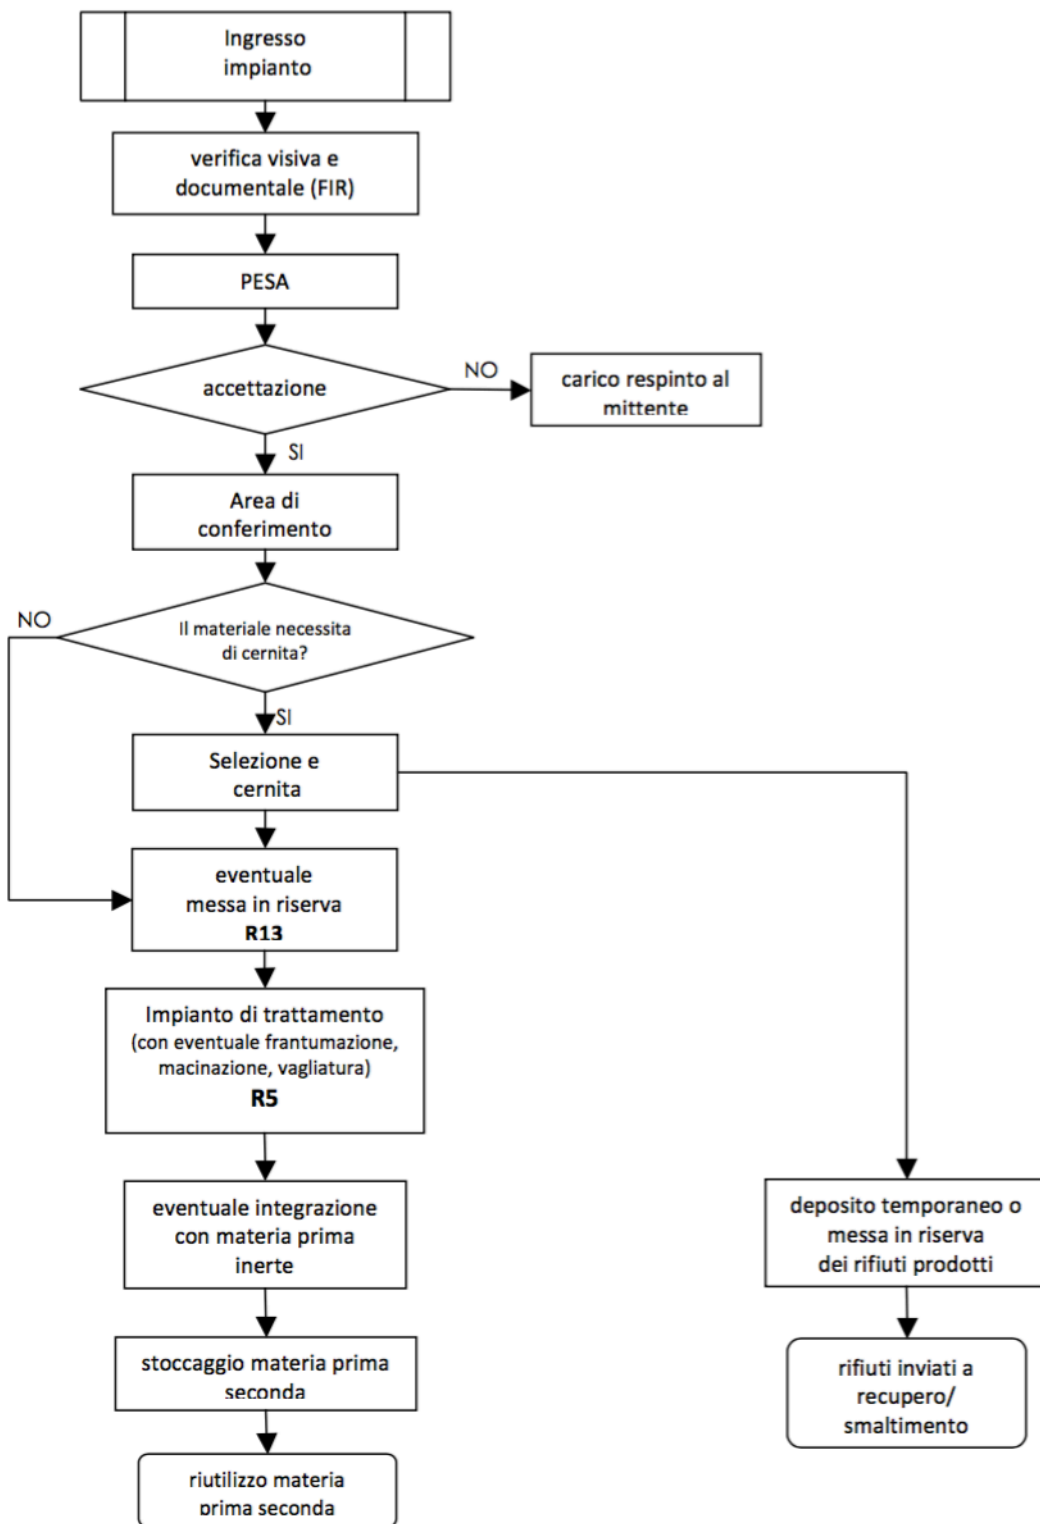 Ingresso
impianto
verifica visiva e
documentale (FIR)
PESA
accettazione
NO
carico respinto al
mittente
SI
Area di
conferimento
NO
Il materiale necessita
di cernita?
SI
Selezione e
cernita
eventuale
messa in riserva
R13
Impianto di trattamento
(con eventuale frantumazione,
macinazione, vagliatura)
R5
eventuale integrazione
con materia prima
inerte
deposito temporaneo o
messa in riserva
dei rifiuti prodotti
stoccaggio materia prima
seconda
rifiuti inviati a
recupero/
smaltimento
riutilizzo materia
prima seconda